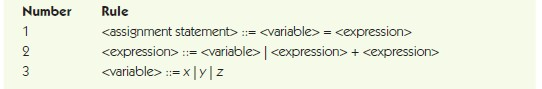 Number Rule
1 <assignment statement> ::= <variable> = <expression>
2 <expression> ::= <variable> | <expression> + <expression>
3 <variable> ::= x | y | z